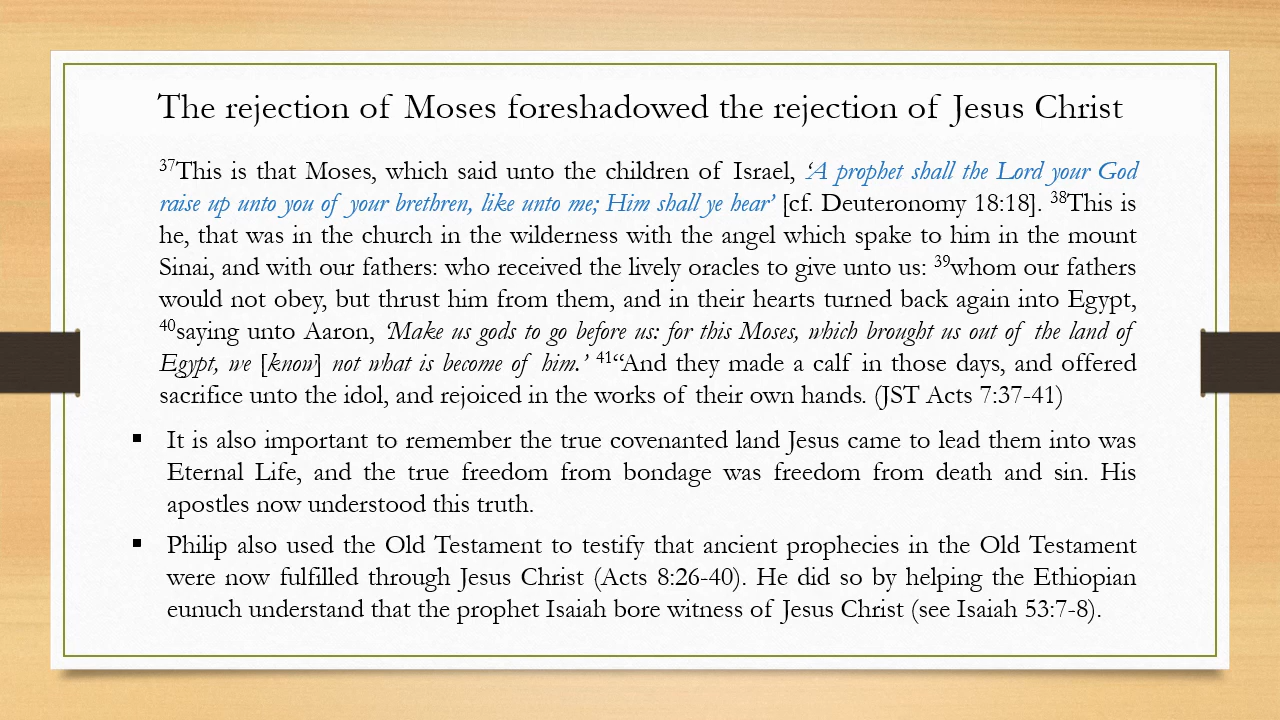 The rejection of Moses foreshadowed the rejection of Jesus Christ
³⁷This is that Moses, which said unto the children of Israel, ‘A prophet shall the Lord your God
raise up unto you of your brethren, like unto me; Him shall ye hear’ [cf. Deuteronomy 18:18]. ³⁸This is
he, that was in the church in the wilderness with the angel which spake to him in the mount
Sinai, and with our fathers: who received the lively oracles to give unto us: ³⁹whom our fathers
would not obey, but thrust him from them, and in their hearts turned back again into Egypt,
⁴⁰saying unto Aaron, ‘Make us gods to go before us: for this Moses, which brought us out of the land of
Egypt, we [know] not what is become of him.’ ⁴¹“And they made a calf in those days, and offered
sacrifice unto the idol, and rejoiced in the works of their own hands. (JST Acts 7:37-41)
▪ It is also important to remember the true covenanted land Jesus came to lead them into was
Eternal Life, and the true freedom from bondage was freedom from death and sin. His
apostles now understood this truth.
▪ Philip also used the Old Testament to testify that ancient prophecies in the Old Testament
were now fulfilled through Jesus Christ (Acts 8:26-40). He did so by helping the Ethiopian
eunuch understand that the prophet Isaiah bore witness of Jesus Christ (see Isaiah 53:7-8).